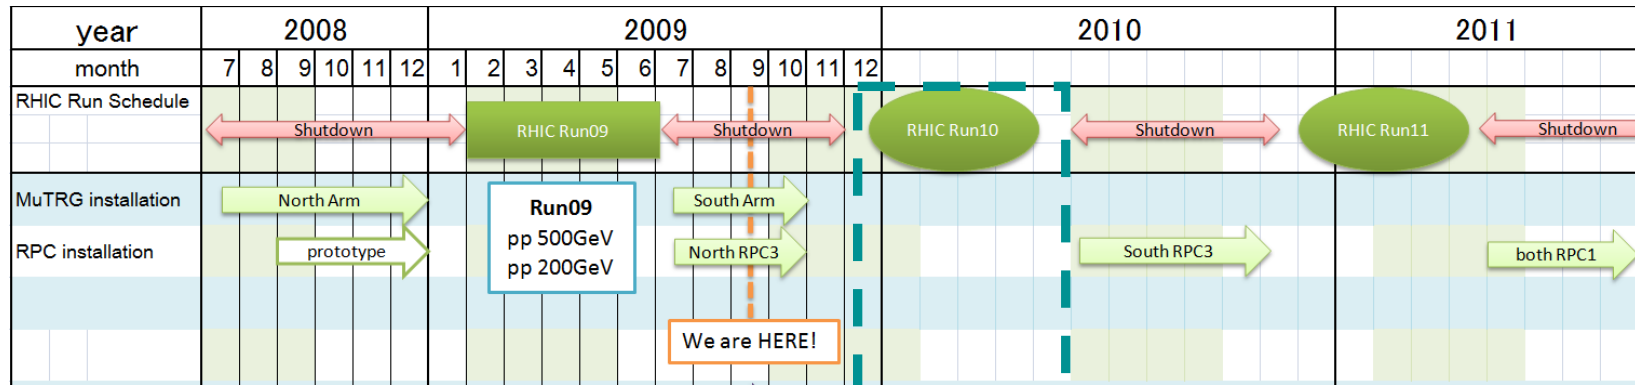 year 2008 2009 2010 2011
month 7 8 9 10 11 12 1 2 3 4 5 6 7 8 9 10 11 12
RHIC Run Schedule
Shutdown RHIC Run09 Shutdown RHIC Run10 Shutdown RHIC Run11 Shutdown
MuTRG installation North Arm South Arm
Run09
pp 500GeV
pp 200GeV
RPC installation prototype North RPC3 South RPC3 both RPC1
We are HERE!